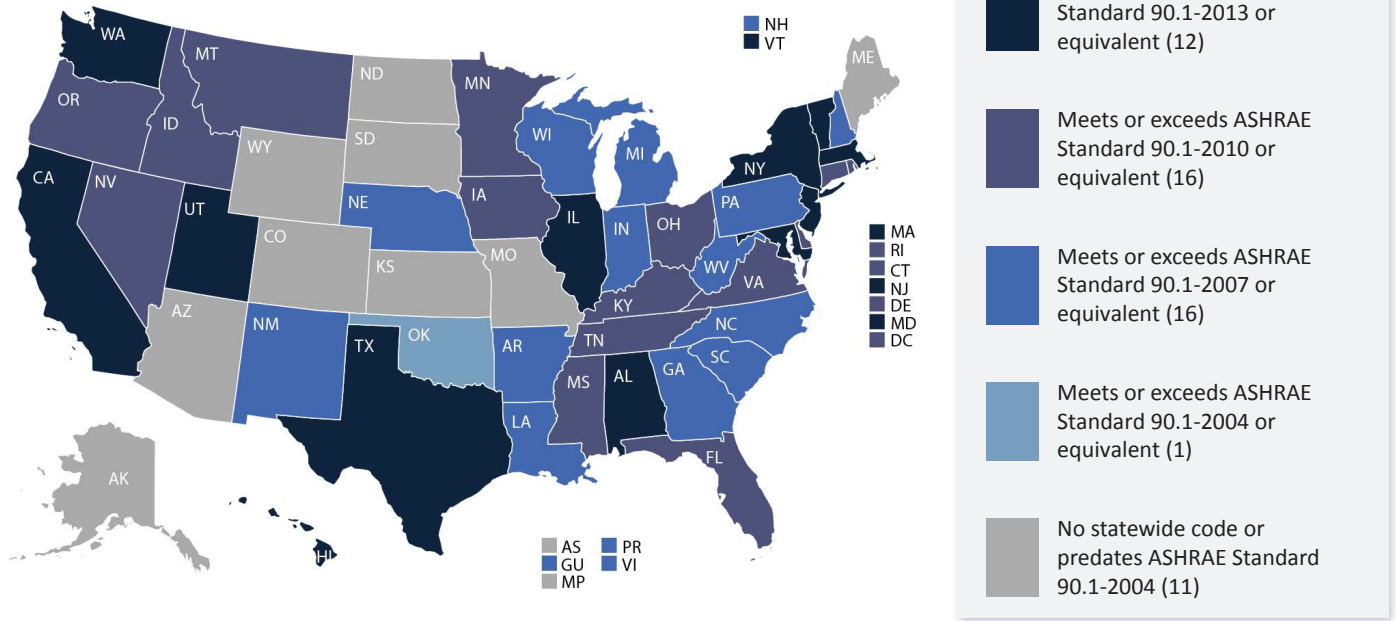 WA
MT
ND
MN
ME
OR
ID
SD
WI
WY
MI
NY
CA
NV
IA
PA
NE
UT
IL
IN
OH
CO
WV
KS
MO
VA
KY
AZ
NM
OK
AR
TN
NC
TX
SC
MS
AL
GA
LA
FL
AK
HI
NH
VT
MA
RI
CT
NJ
DE
MD
DC
AS
GU
MP
PR
VI
Standard 90.1-2013 or
equivalent (12)
Meets or exceeds ASHRAE
Standard 90.1-2010 or
equivalent (16)
Meets or exceeds ASHRAE
Standard 90.1-2007 or
equivalent (16)
Meets or exceeds ASHRAE
Standard 90.1-2004 or
equivalent (1)
No statewide code or
predates ASHRAE Standard
90.1-2004 (11)